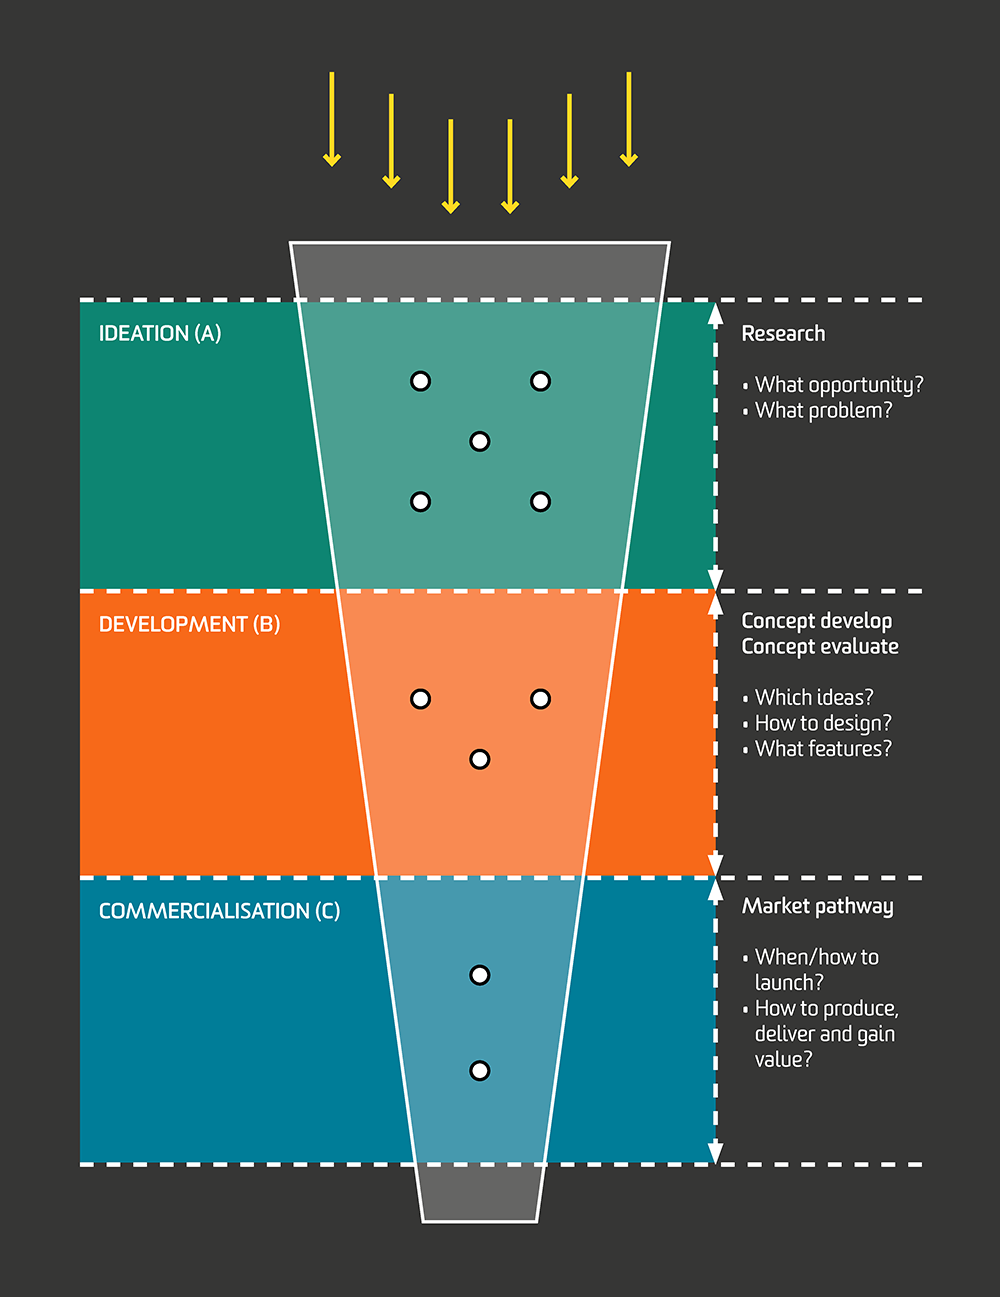 IDEATION (A)
Research
• What opportunity?
• What problem?
DEVELOPMENT (B)
Concept develop
Concept evaluate
• Which ideas?
• How to design?
• What features?
COMMERCIALISATION (C)
Market pathway
• When/how to
launch?
• How to produce,
deliver and gain
value?